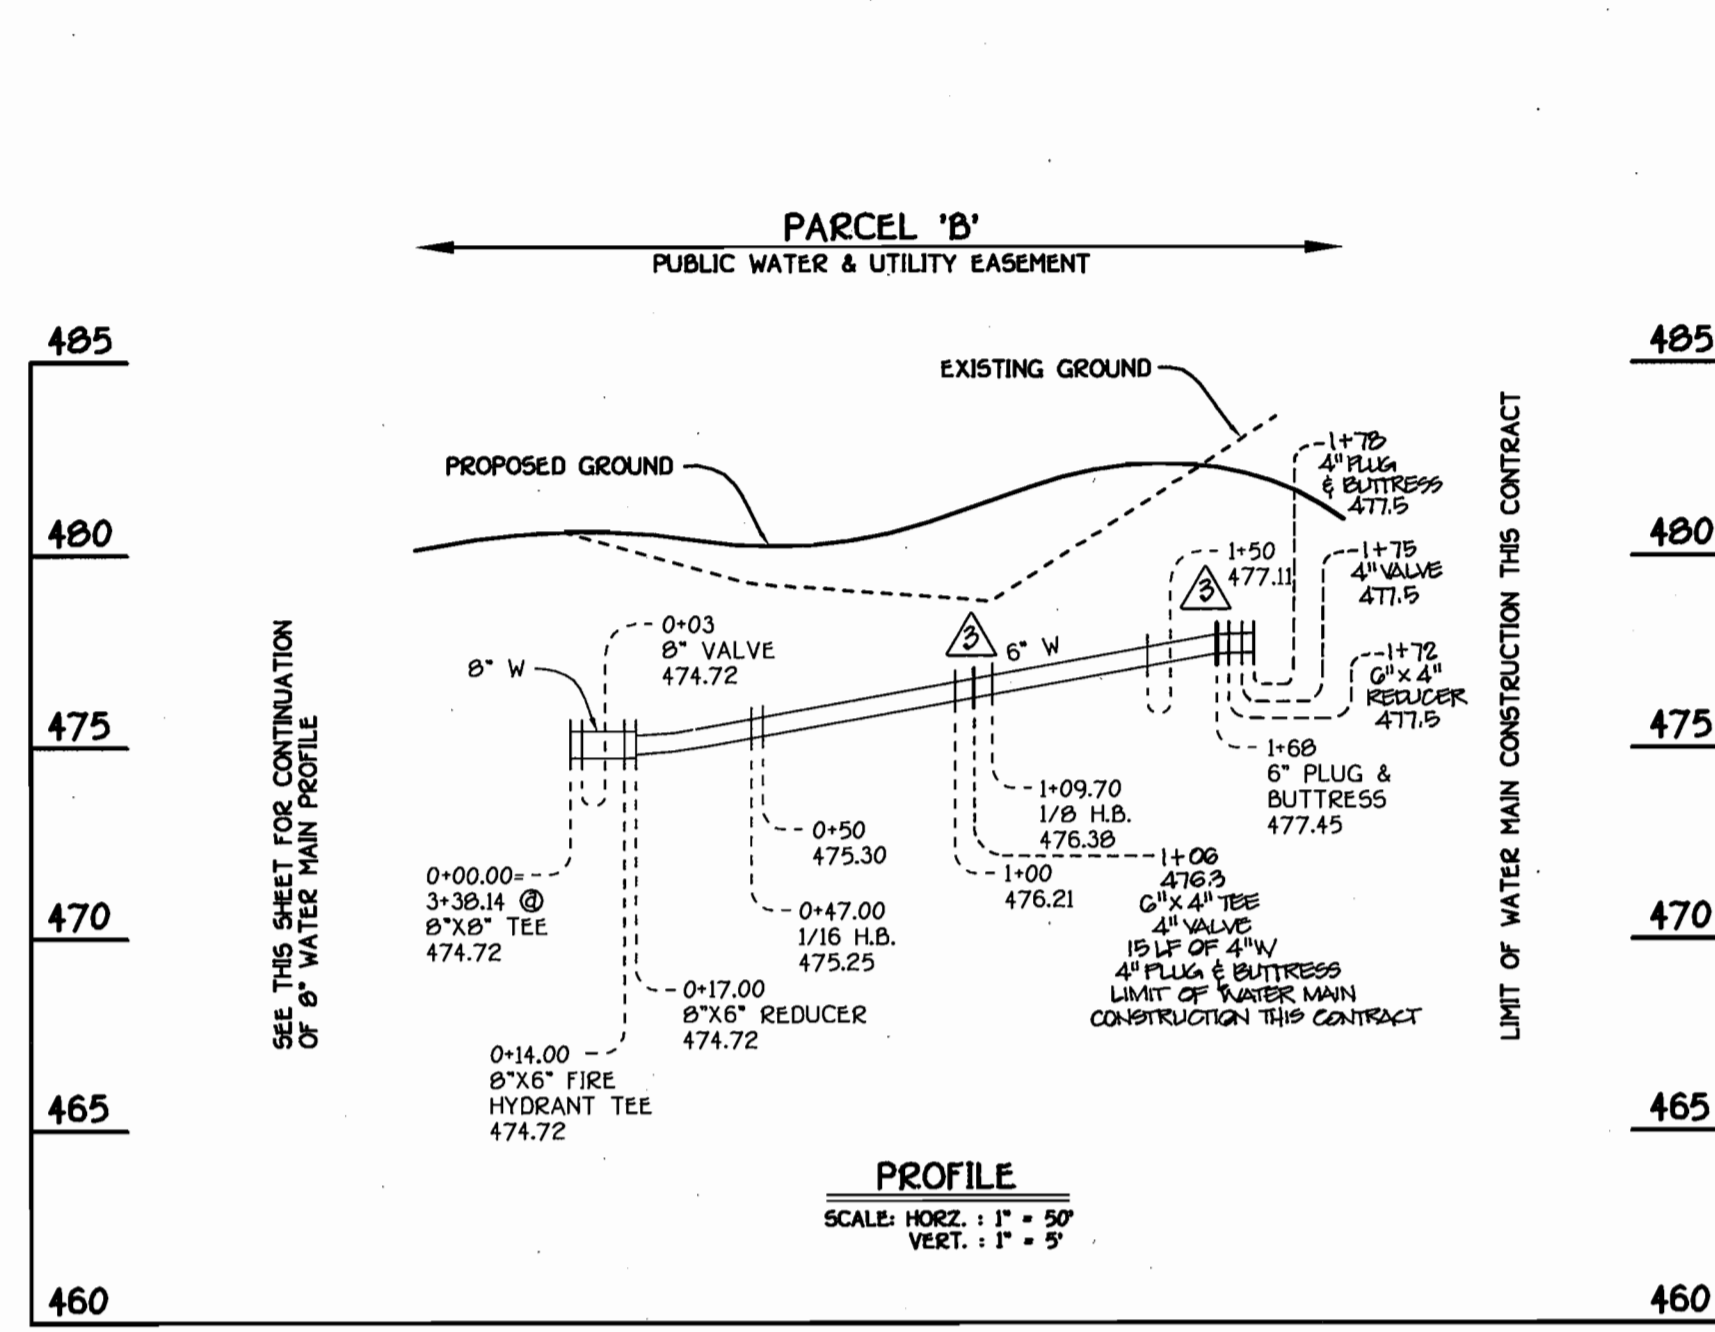 PARCEL 'B'
PUBLIC WATER & UTILITY EASEMENT
485
480
475
470
465
460
485
480
475
470
465
460
SEE THIS SHEET FOR CONTINUATION
OF 8" WATER MAIN PROFILE
LIMIT OF WATER MAIN CONSTRUCTION THIS CONTRACT
EXISTING GROUND
PROPOSED GROUND
8" W
0+03
8" VALVE
474.72
6" W
3
3
1+50
477.11
1+78
4" PLUG
& BUTTRESS
477.5
1+75
4" VALVE
477.5
1+72
6" X 4"
REDUCER
477.5
1+68
6" PLUG &
BUTTRESS
477.45
1+09.70
1/8 H.B.
476.38
1+06
476.3
6" X 4" TEE
4" VALVE
15 LF OF 4" W
4" PLUG & BUTTRESS
LIMIT OF WATER MAIN
CONSTRUCTION THIS CONTRACT
1+00
476.21
0+50
475.30
0+47.00
1/16 H.B.
475.25
0+00.00=
3+38.14 @
8"X8" TEE
474.72
0+17.00
8"X6" REDUCER
474.72
0+14.00
8"X6" FIRE
HYDRANT TEE
474.72
PROFILE
SCALE: HORZ. : 1" = 50'
VERT. : 1" = 5'